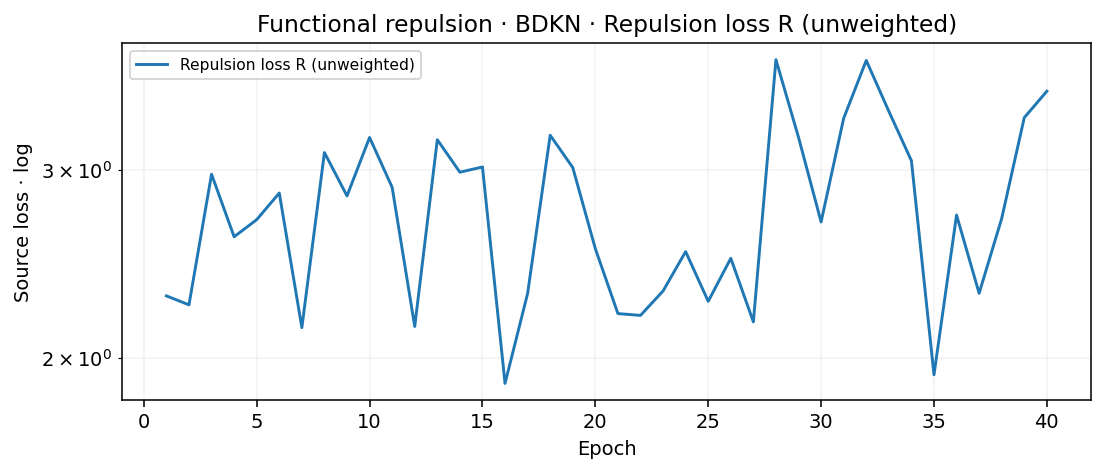 Functional repulsion · BDKN · Repulsion loss R (unweighted)
Repulsion loss R (unweighted)
Source loss · log
3 × 10⁰
2 × 10⁰
0 5 10 15 20 25 30 35 40
Epoch